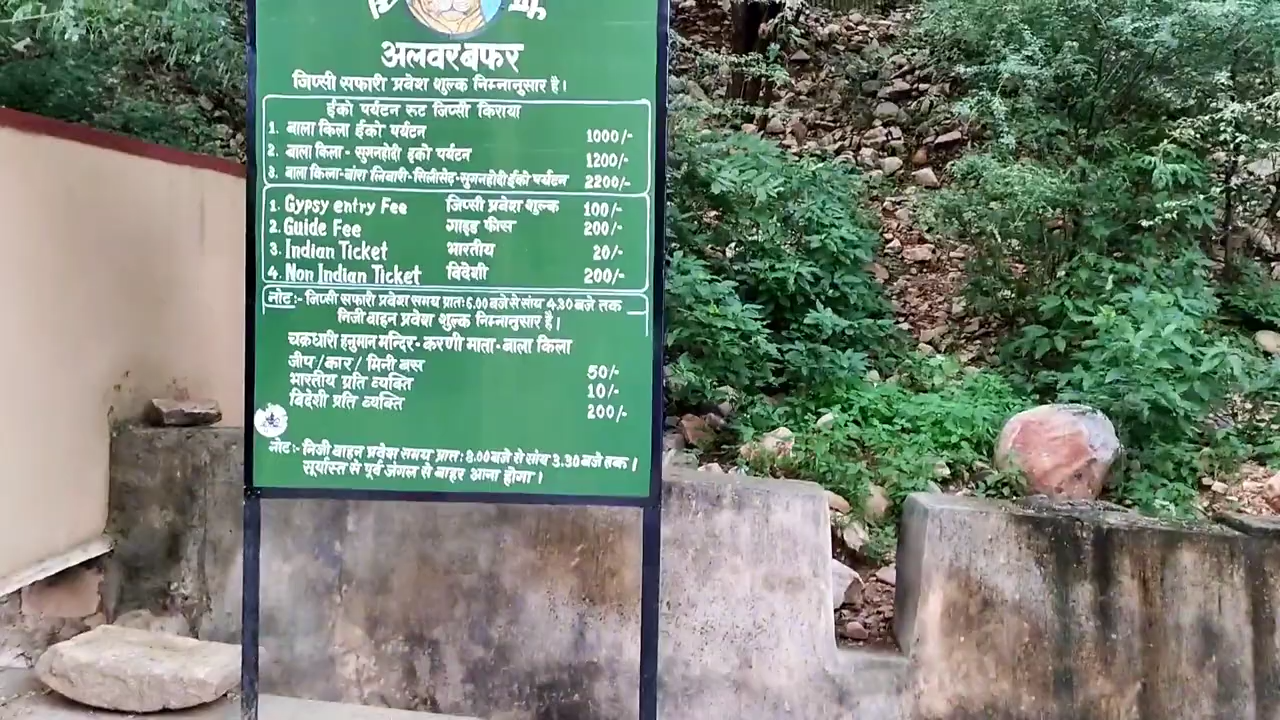 अलवर बफर
जिप्सी सफारी प्रवेश शुल्क निम्नानुसार है।
ईको पर्यटन रूट जिप्सी किराया
1. बाला किला ईको पर्यटन 1000/-
2. बाला किला - सुगनहोदी ईको पर्यटन 1200/-
3. बाला किला-बारा लिवारी-सिलीसेढ़-सुगनहोदी ईको पर्यटन 2200/-
1. Gypsy entry Fee जिप्सी प्रवेश शुल्क 100/-
2. Guide Fee गाइड फीस 200/-
3. Indian Ticket भारतीय 20/-
4. Non Indian Ticket विदेशी 200/-
नोट:- जिप्सी सफारी प्रवेश समय प्रातः 6.00 बजे से सांय 4.30 बजे तक
निजी वाहन प्रवेश शुल्क निम्नानुसार है।
चक्रधारी हनुमान मन्दिर - करणी माता - बाला किला
जीप/कार/मिनी बस 50/-
भारतीय प्रति व्यक्ति 10/-
विदेशी प्रति व्यक्ति 200/-
नोट:- निजी वाहन प्रवेश समय प्रातः 8.00 बजे से सांय 3.30 बजे तक।
सूर्यास्त से पूर्व जंगल से बाहर आना होगा।